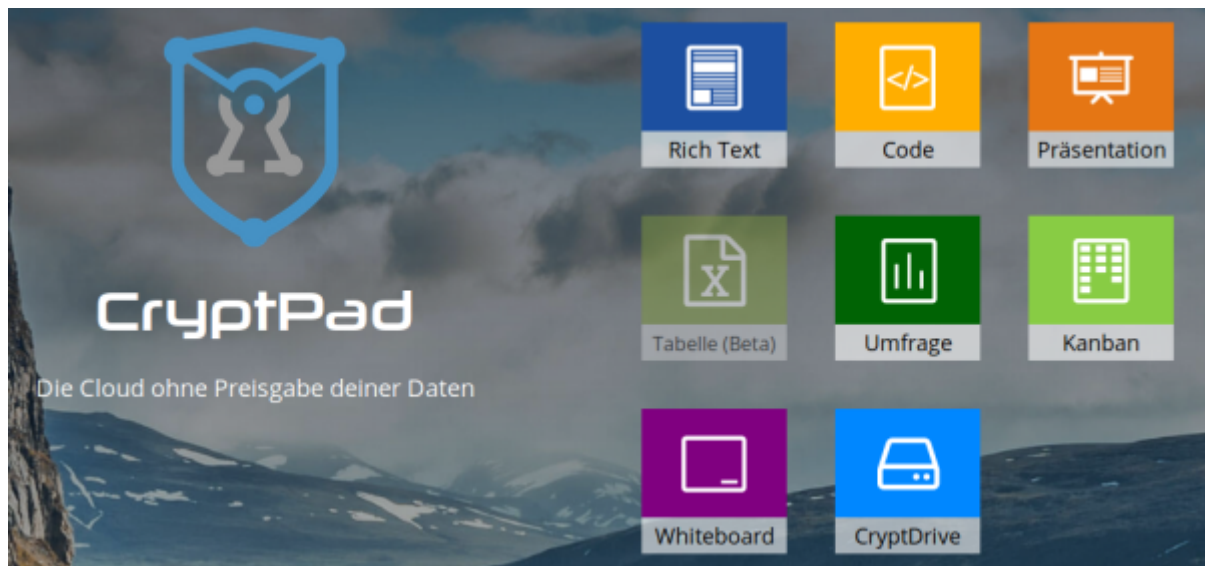 CryptPad
Die Cloud ohne Preisgabe deiner Daten
Rich Text
</>
Code
Präsentation
X
Tabelle (Beta)
Umfrage
Kanban
Whiteboard
CryptDrive